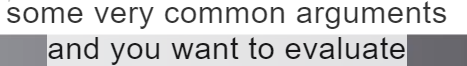 some very common arguments
and you want to evaluate